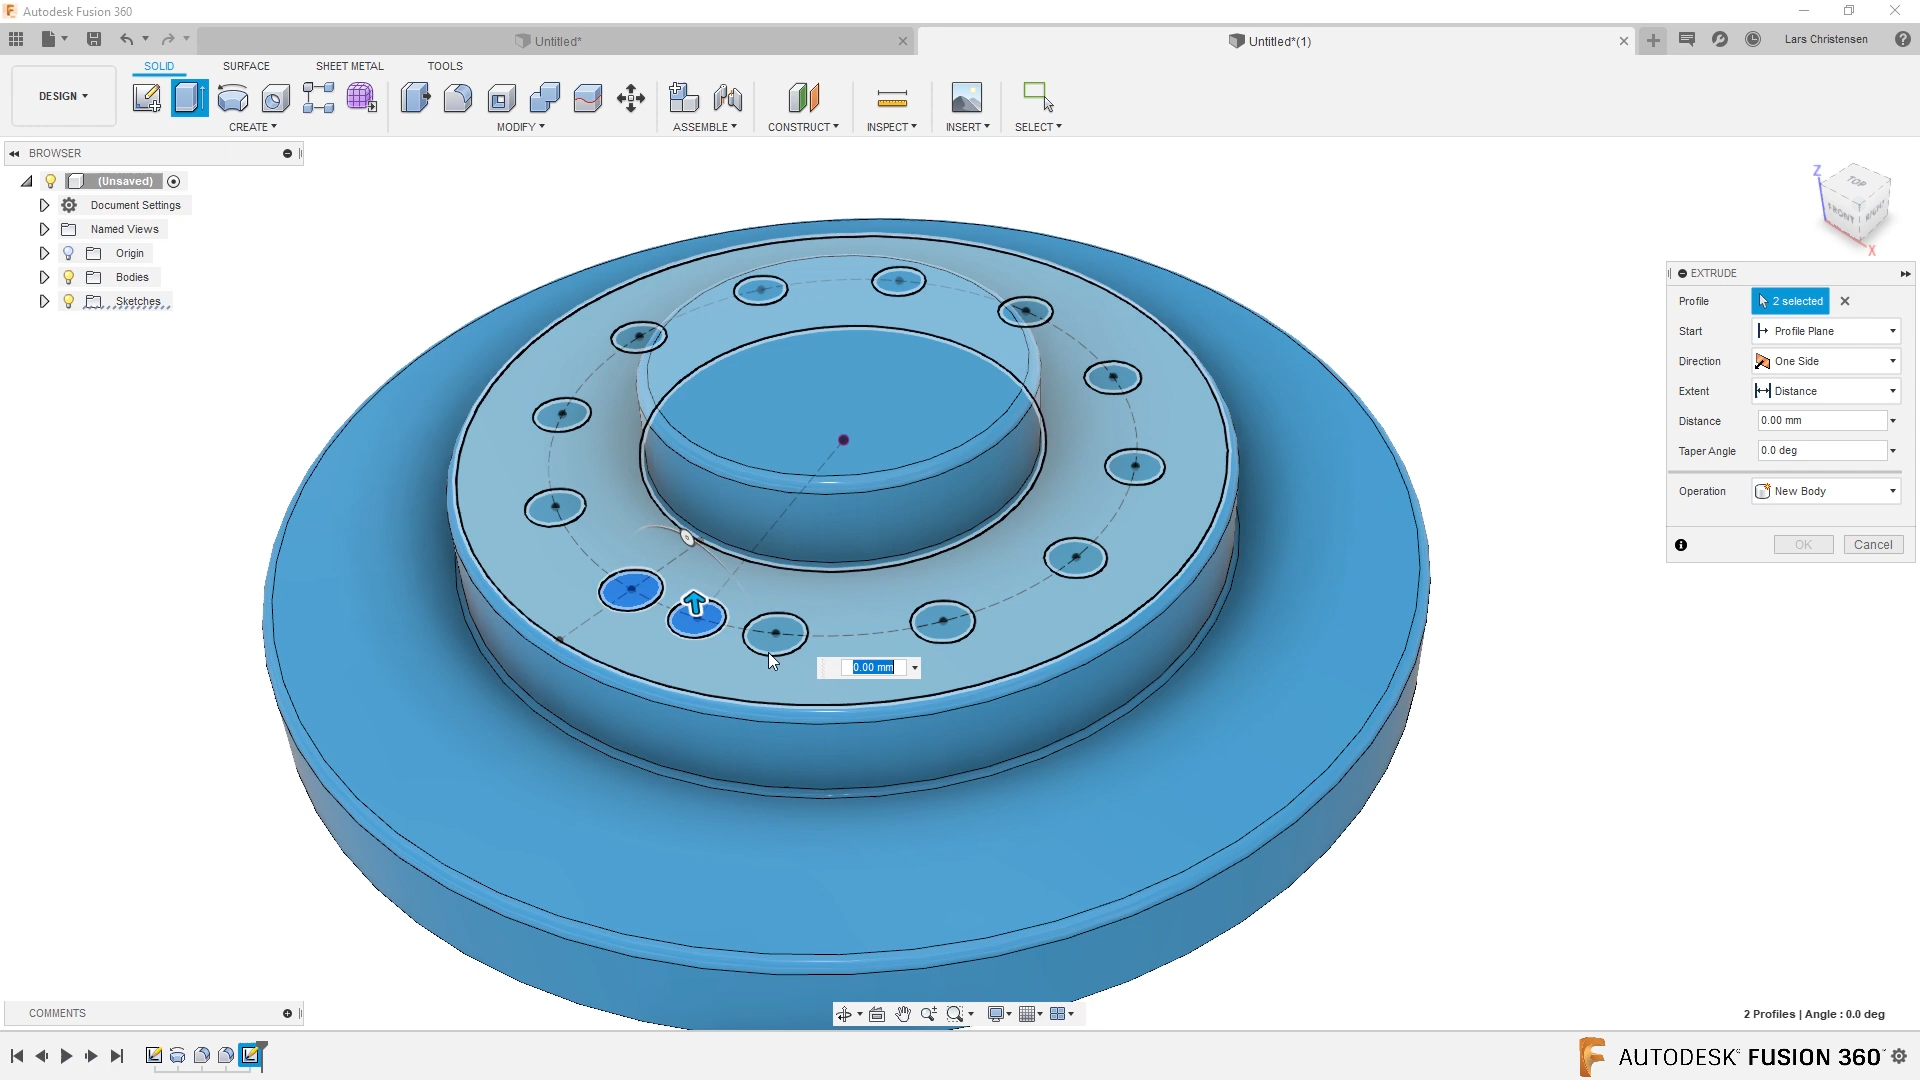 Autodesk Fusion 360
Untitled*
Untitled*(1)
Lars Christensen
DESIGN
SOLID
SURFACE
SHEET METAL
TOOLS
CREATE
MODIFY
ASSEMBLE
CONSTRUCT
INSPECT
INSERT
SELECT
BROWSER
(Unsaved)
Document Settings
Named Views
Origin
Bodies
Sketches
Z
TOP
FRONT
RIGHT
X
EXTRUDE
Profile
2 selected
Start
Profile Plane
Direction
One Side
Extent
Distance
Distance
0.00 mm
Taper Angle
0.0 deg
Operation
New Body
OK
Cancel
0.00 mm
COMMENTS
2 Profiles | Angle : 0.0 deg
AUTODESK FUSION 360